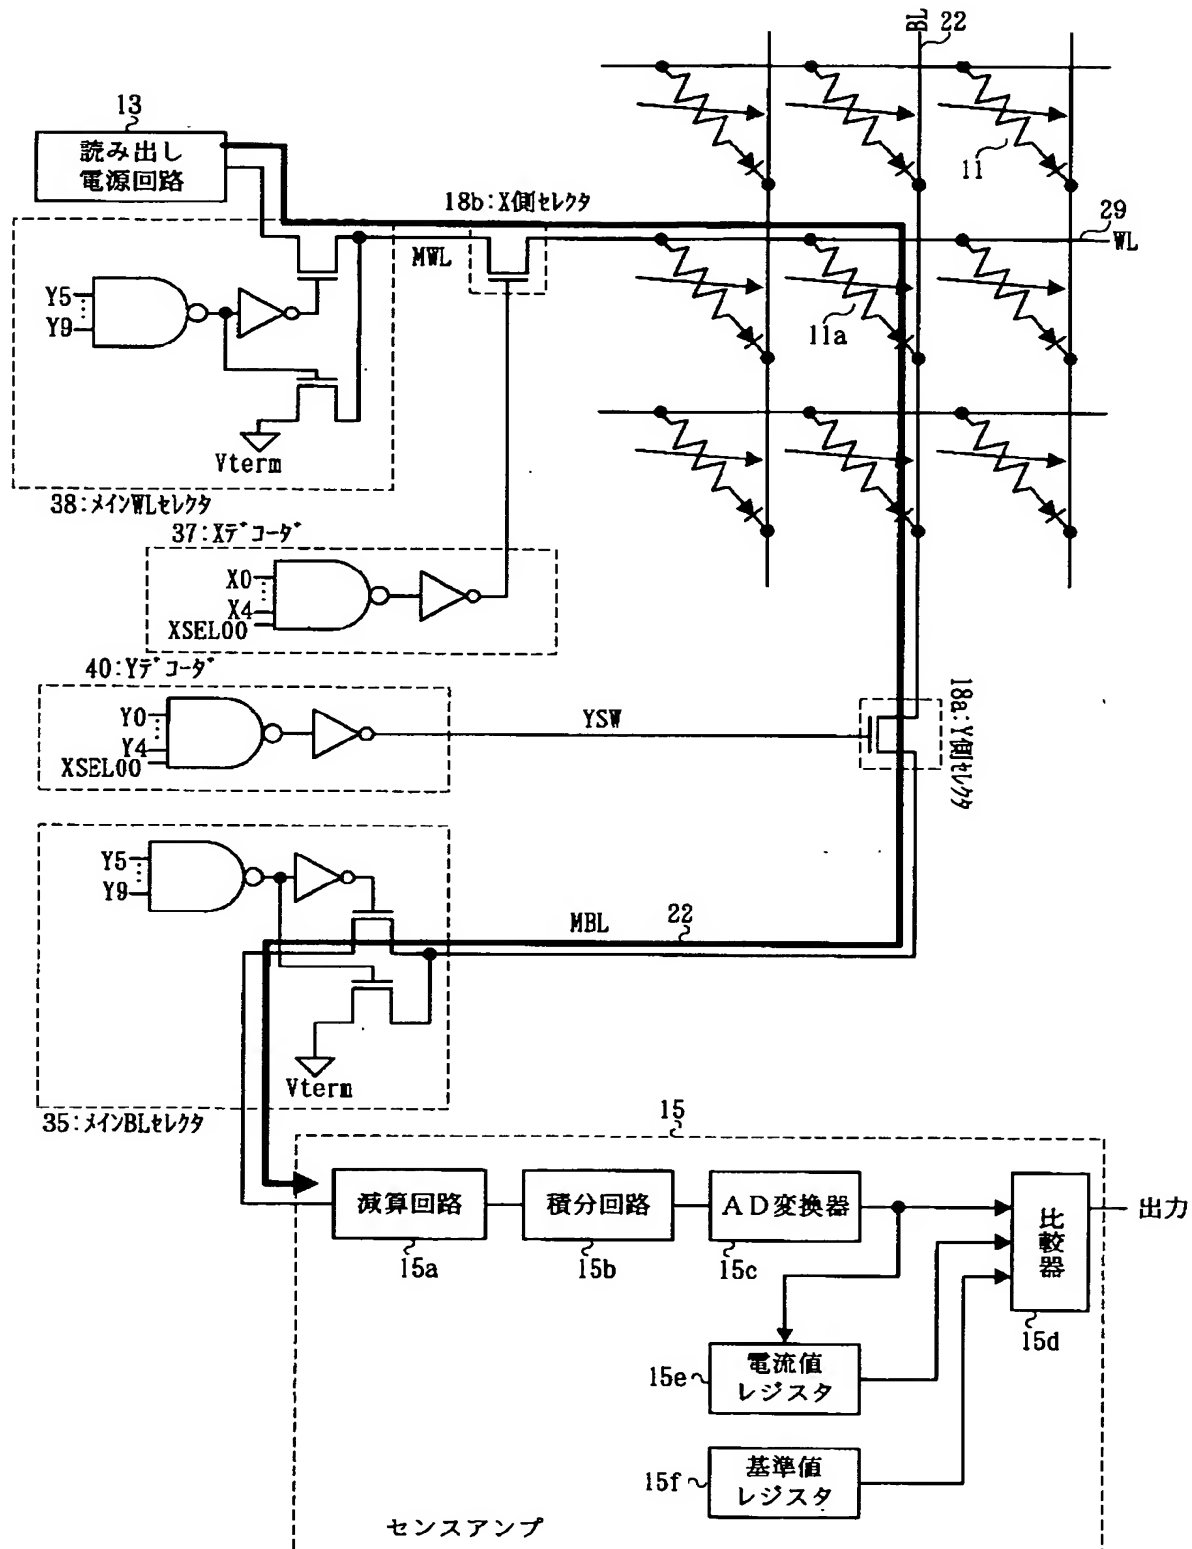 BL 22
13
読み出し
電源回路
18b:X側セレクタ
11
29
WL
MWL
Y5
Y9
11a
Vterm
38:メインWLセレクタ
37:Xデコーダ
X0
X4
XSEL00
40:Yデコーダ
Y0
Y4
XSEL00
YSW
18a:Y側セレクタ
Y5
Y9
MBL
22
Vterm
35:メインBLセレクタ
15
減算回路
積分回路
AD変換器
比較器
出力
15a
15b
15c
15d
15e
電流値
レジスタ
15f
基準値
レジスタ
センスアンプ